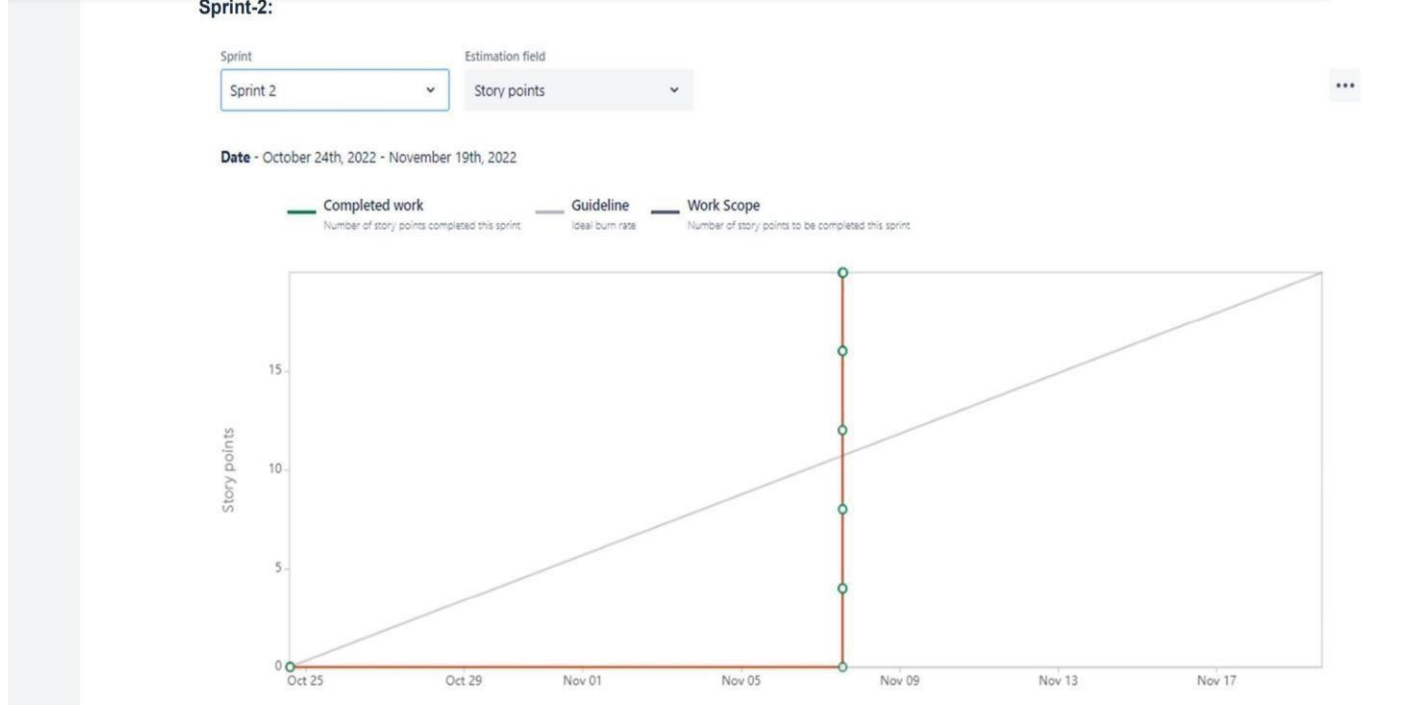 Sprint-2:
Sprint Estimation field
Sprint 2 Story points
Date - October 24th, 2022 - November 19th, 2022
Completed work Guideline Work Scope
Number of story points completed this sprint Ideal burn rate Number of story points to be completed this sprint
15
10
5
0
Story points
Oct 25 Oct 29 Nov 01 Nov 05 Nov 09 Nov 13 Nov 17